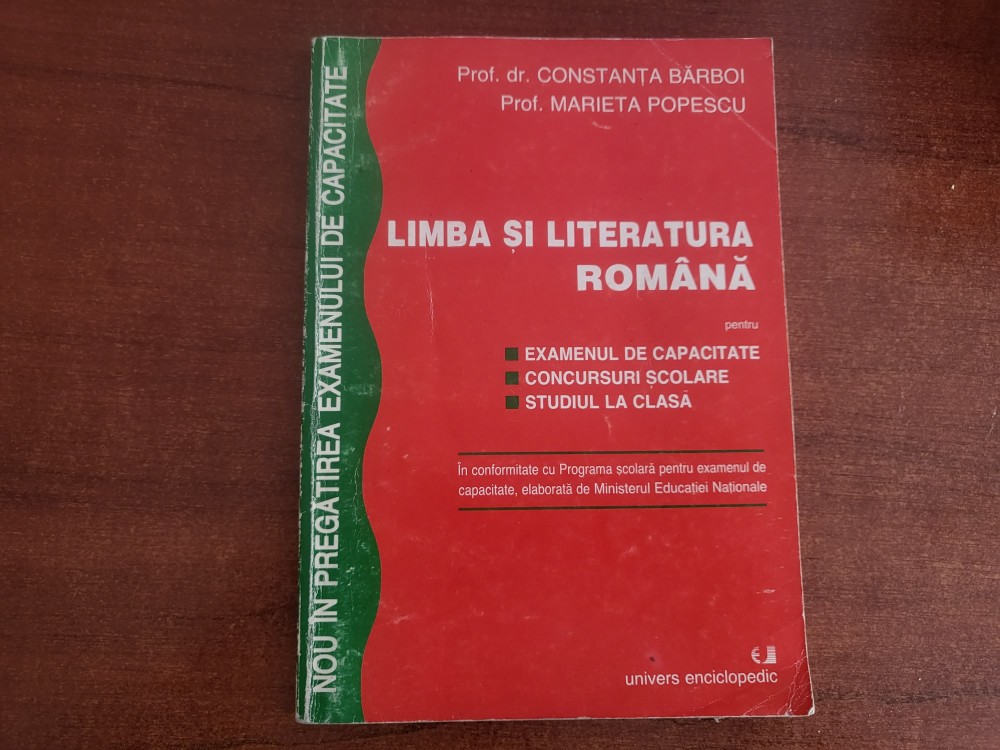 Prof. dr. CONSTANȚA BĂRBOI
Prof. MARIETA POPESCU
LIMBA ȘI LITERATURA
ROMÂNĂ
pentru
EXAMENUL DE CAPACITATE
CONCURSURI ȘCOLARE
STUDIUL LA CLASĂ
În conformitate cu Programa școlară pentru examenul de
capacitate, elaborată de Ministerul Educației Naționale
univers enciclopedic
NOU IN PREGĂTIREA EXAMENULUI DE CAPACITATE